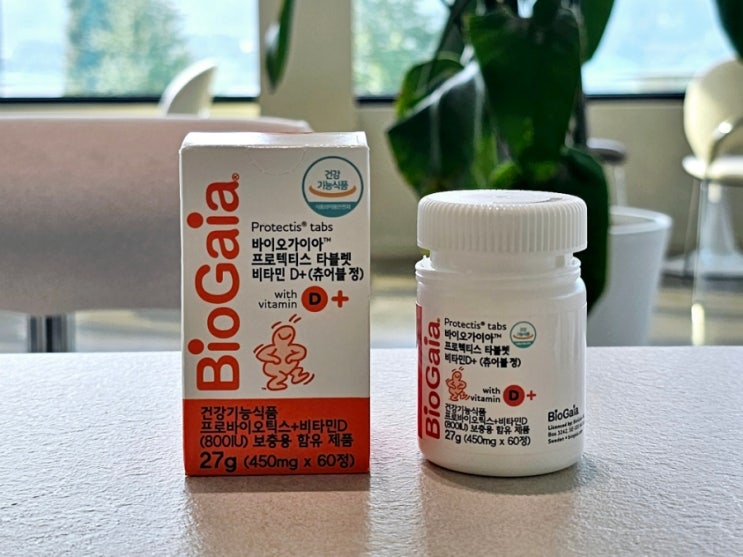 BioGaia®
건강
기능식품
Protectis® tabs
바이오가이아™
프로텍티스 타블렛
비타민 D+ (츄어블 정)
with
vitamin D +
건강기능식품
프로바이오틱스+비타민D
(800IU) 보충용 함유 제품
27g (450mg x 60정)
BioGaia®
Protectis® tabs
바이오가이아™
프로텍티스 타블렛
비타민D+ (츄어블 정)
with
vitamin D +
건강기능식품
프로바이오틱스+비타민D
(800IU) 보충용 함유 제품
27g (450mg x 60정)
BioGaia
Licensed by
Box 3242
Sweden